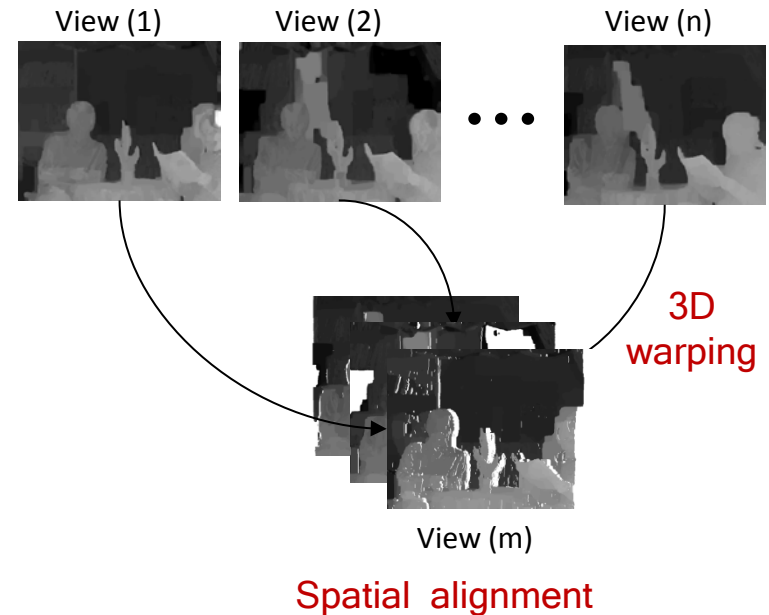 View (1)
View (2)
View (n)
3D
warping
View (m)
Spatial alignment